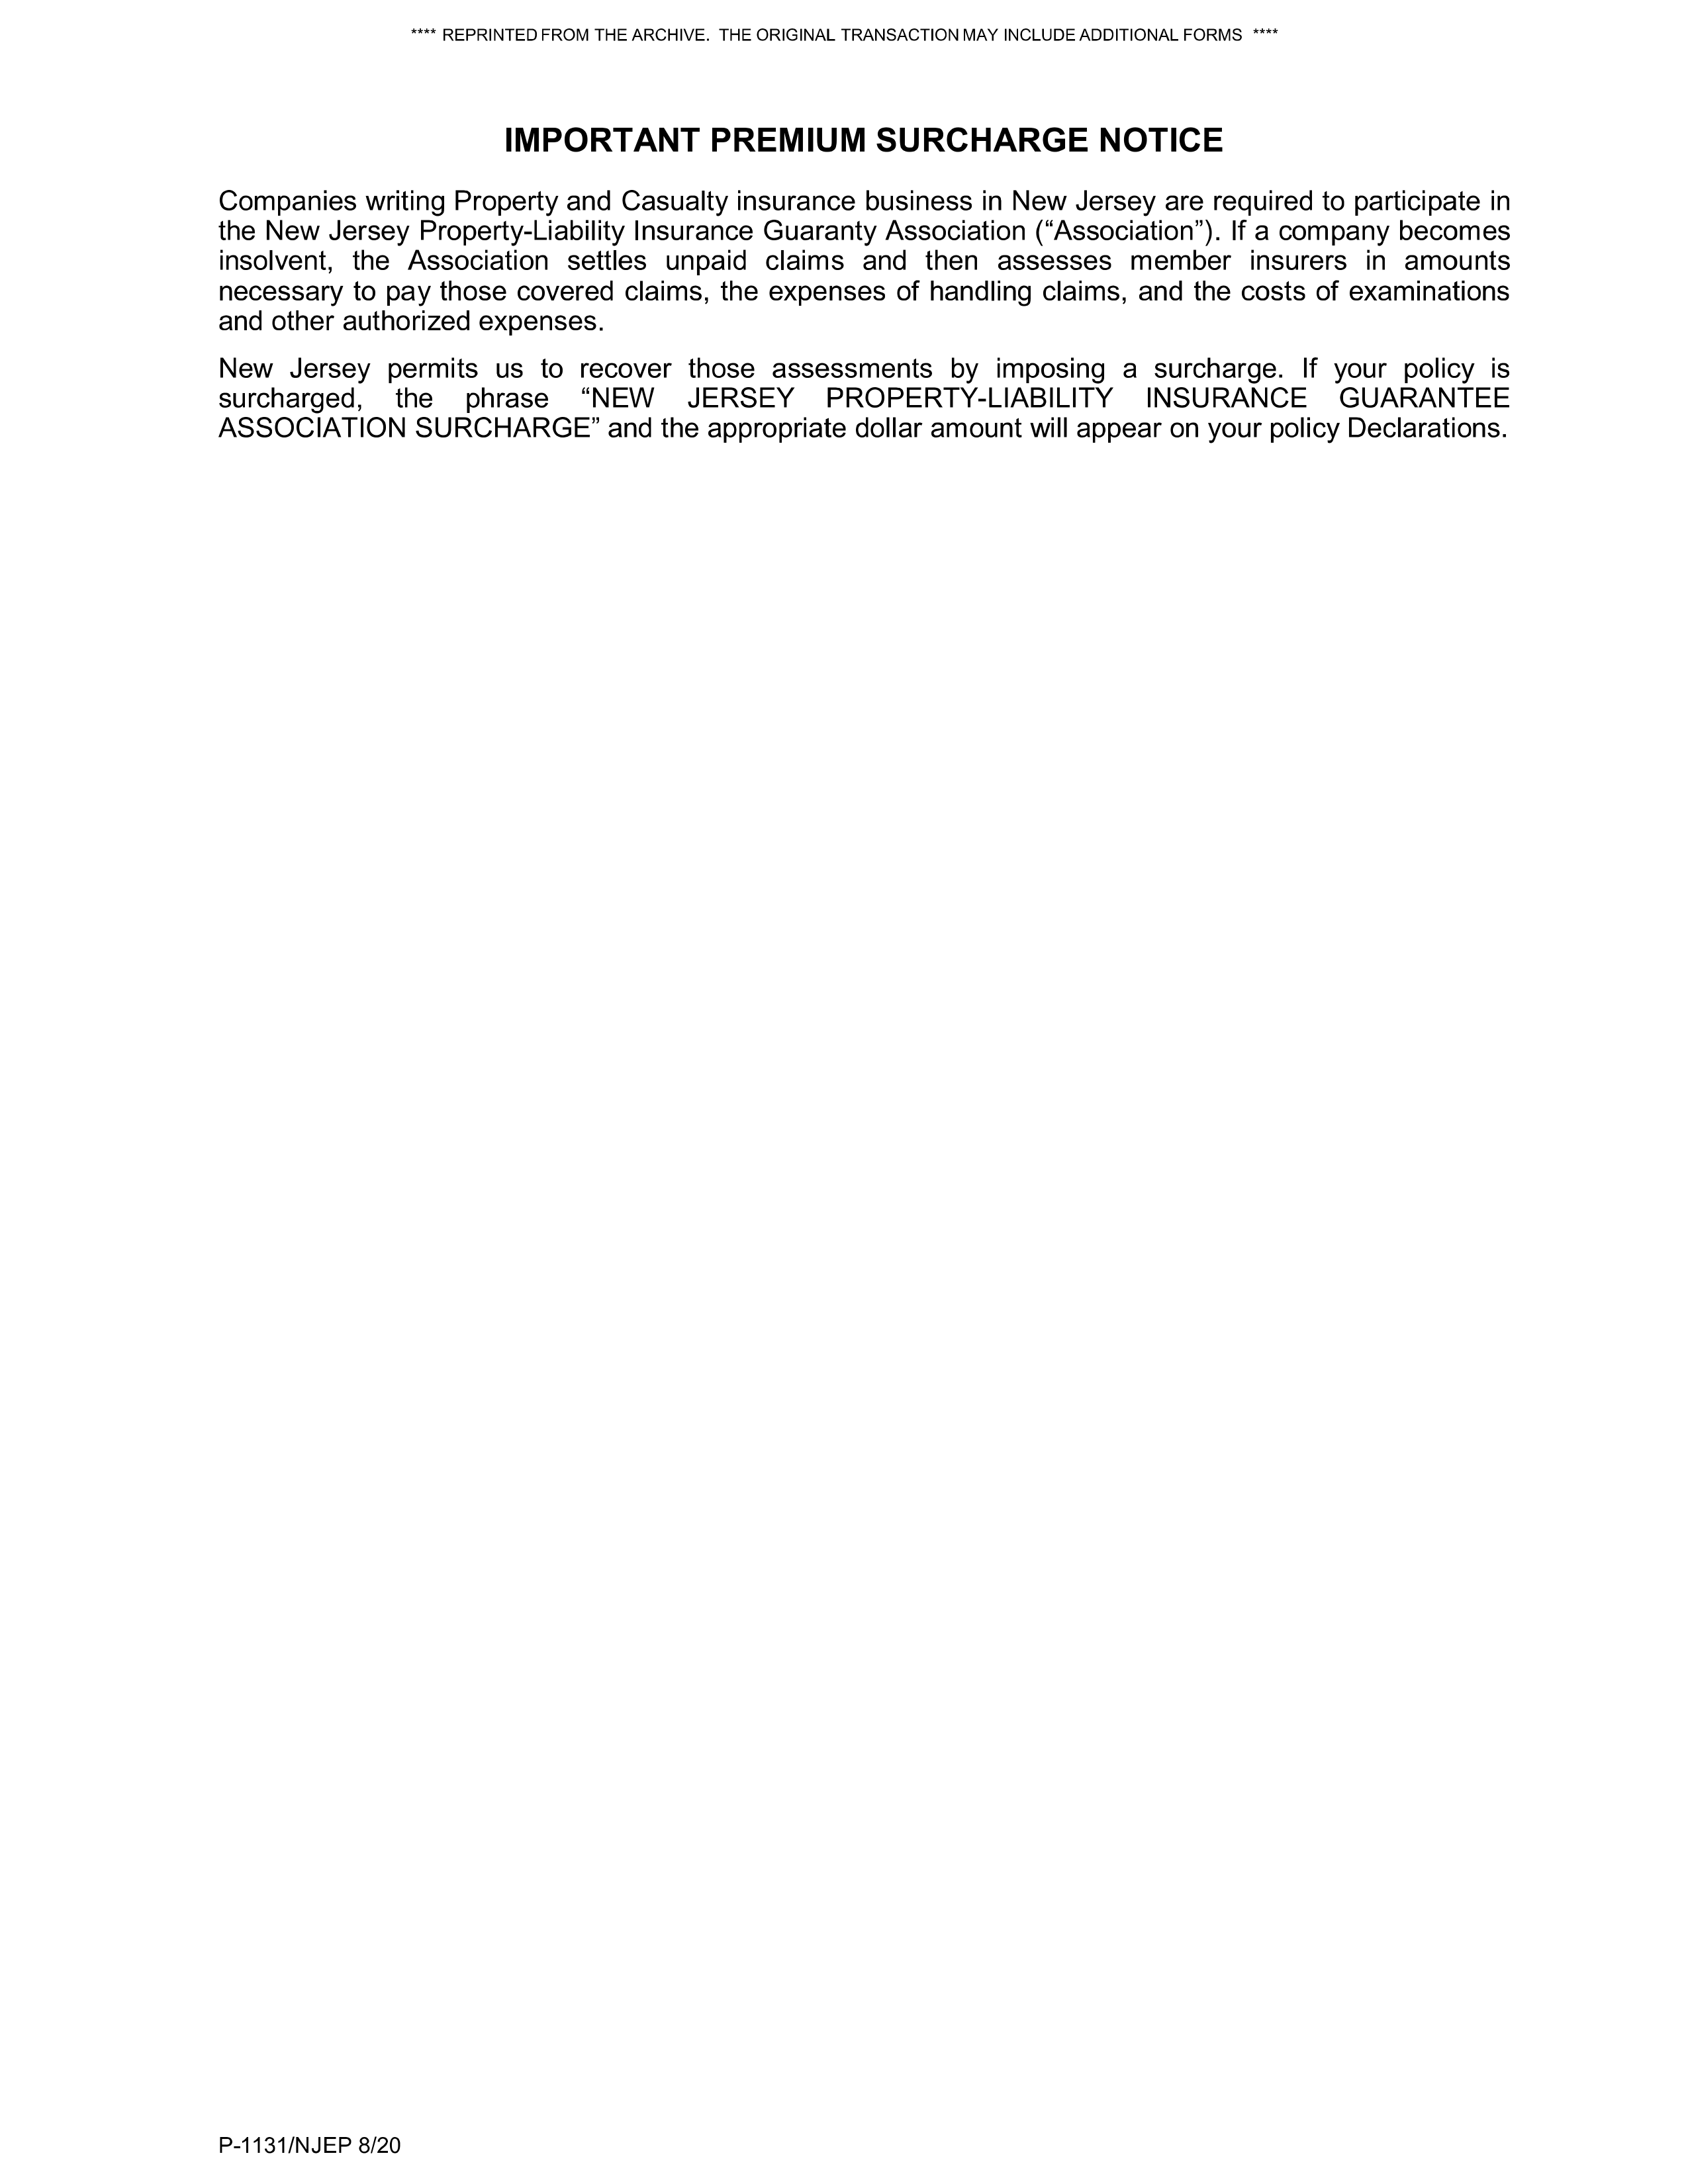 **** REPRINTED FROM THE ARCHIVE. THE ORIGINAL TRANSACTION MAY INCLUDE ADDITIONAL FORMS ****
IMPORTANT PREMIUM SURCHARGE NOTICE
Companies writing Property and Casualty insurance business in New Jersey are required to participate in
the New Jersey Property-Liability Insurance Guaranty Association (“Association”). If a company becomes
insolvent, the Association settles unpaid claims and then assesses member insurers in amounts
necessary to pay those covered claims, the expenses of handling claims, and the costs of examinations
and other authorized expenses.
New Jersey permits us to recover those assessments by imposing a surcharge. If your policy is
surcharged, the phrase “NEW JERSEY PROPERTY-LIABILITY INSURANCE GUARANTEE
ASSOCIATION SURCHARGE” and the appropriate dollar amount will appear on your policy Declarations.
P-1131/NJEP 8/20